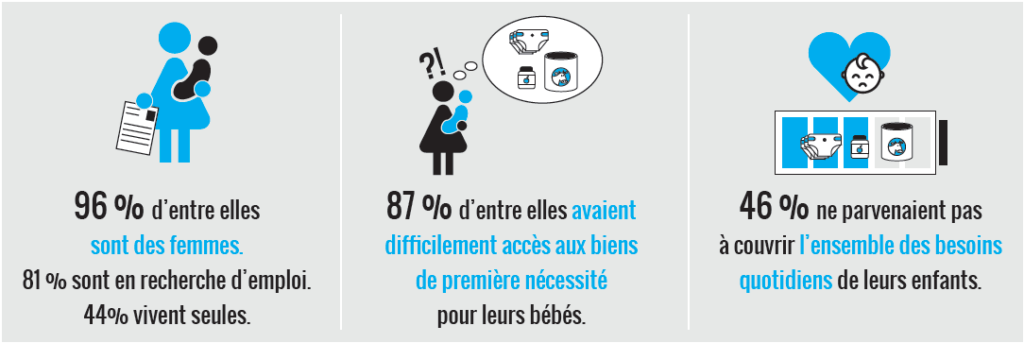 ?!
96 % d’entre elles
sont des femmes.
81 % sont en recherche d’emploi.
44% vivent seules.
87 % d’entre elles avaient
difficilement accès aux biens
de première nécessité
pour leurs bébés.
46 % ne parvenaient pas
à couvrir l’ensemble des besoins
quotidiens de leurs enfants.